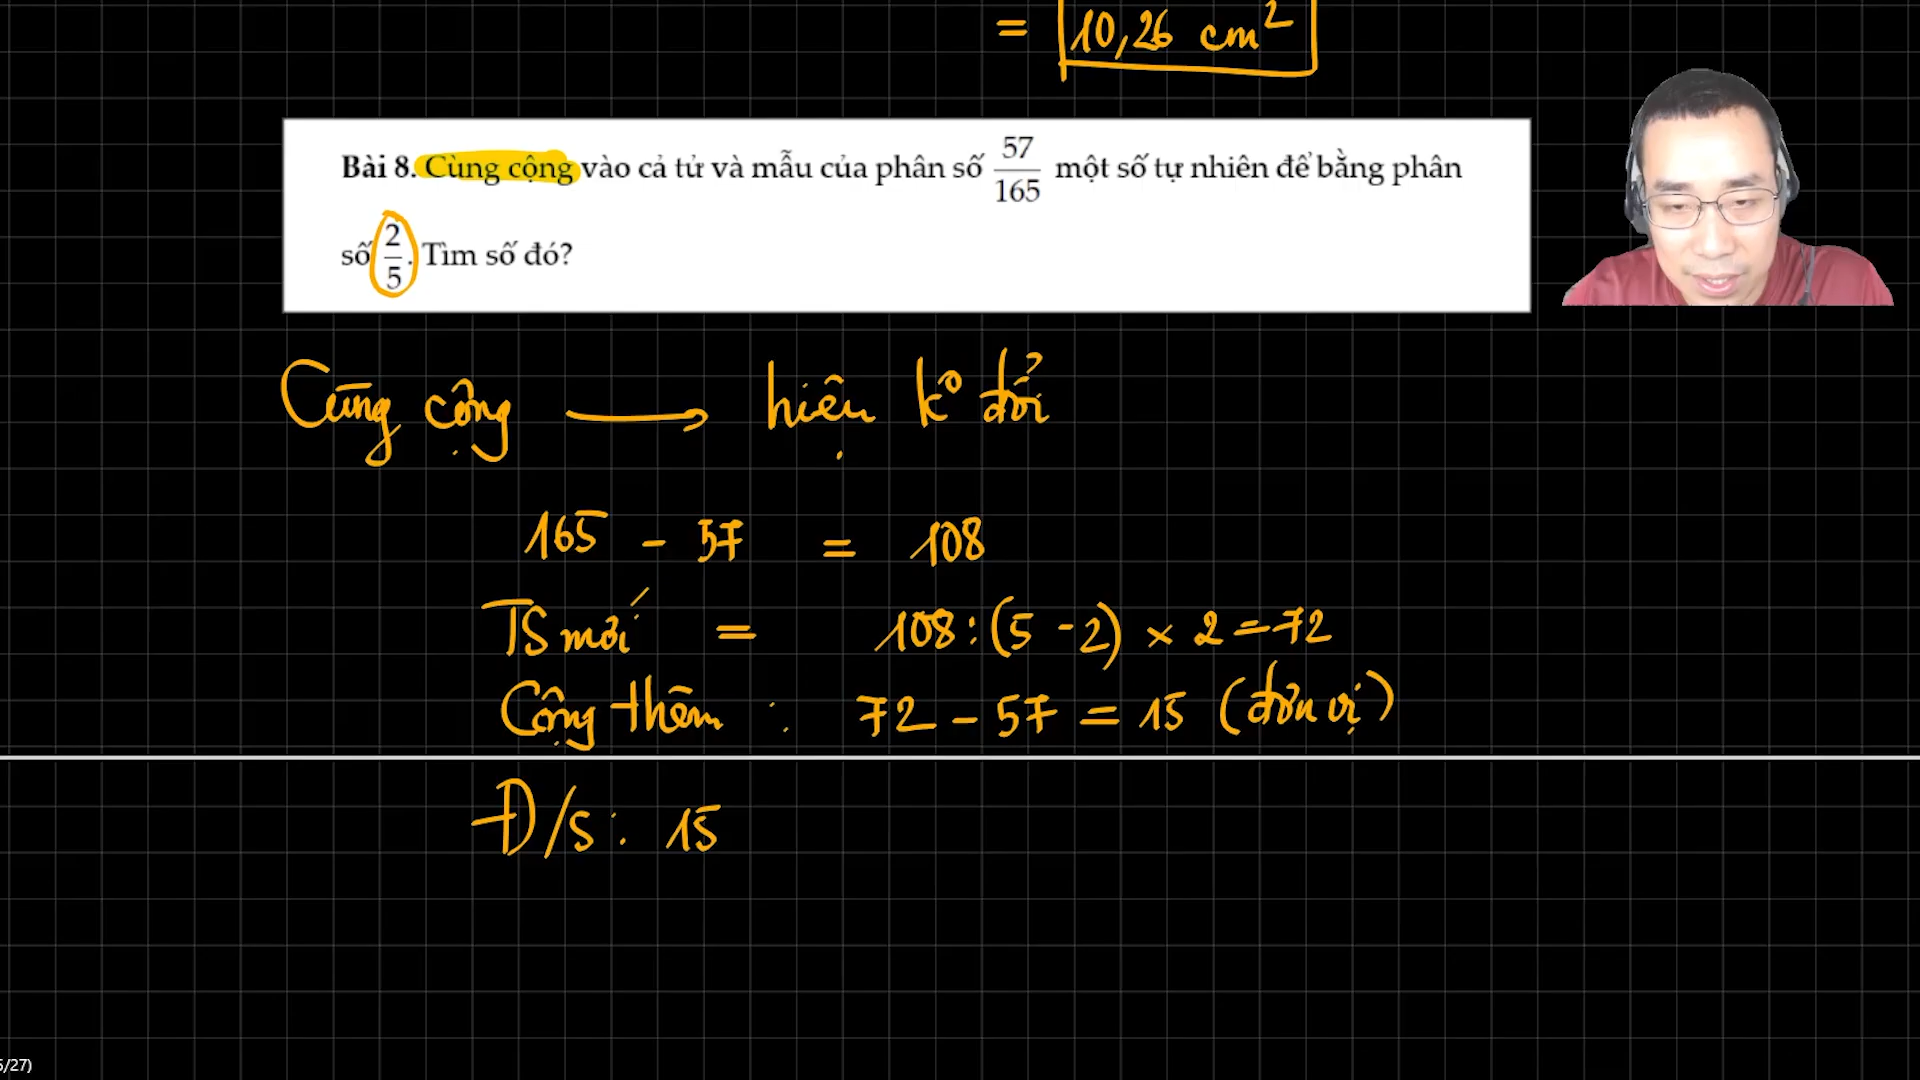 = 10,26 cm²
Bài 8. Cùng cộng vào cả tử và mẫu của phân số 57/165 một số tự nhiên để bằng phân
số 2/5. Tìm số đó?
Cùng cộng → hiệu k° đổi
165 - 57 = 108
TS mới = 108 : (5 - 2) × 2 = 72
Cộng thêm : 72 - 57 = 15 (đơn vị)
Đ/S : 15
/27)